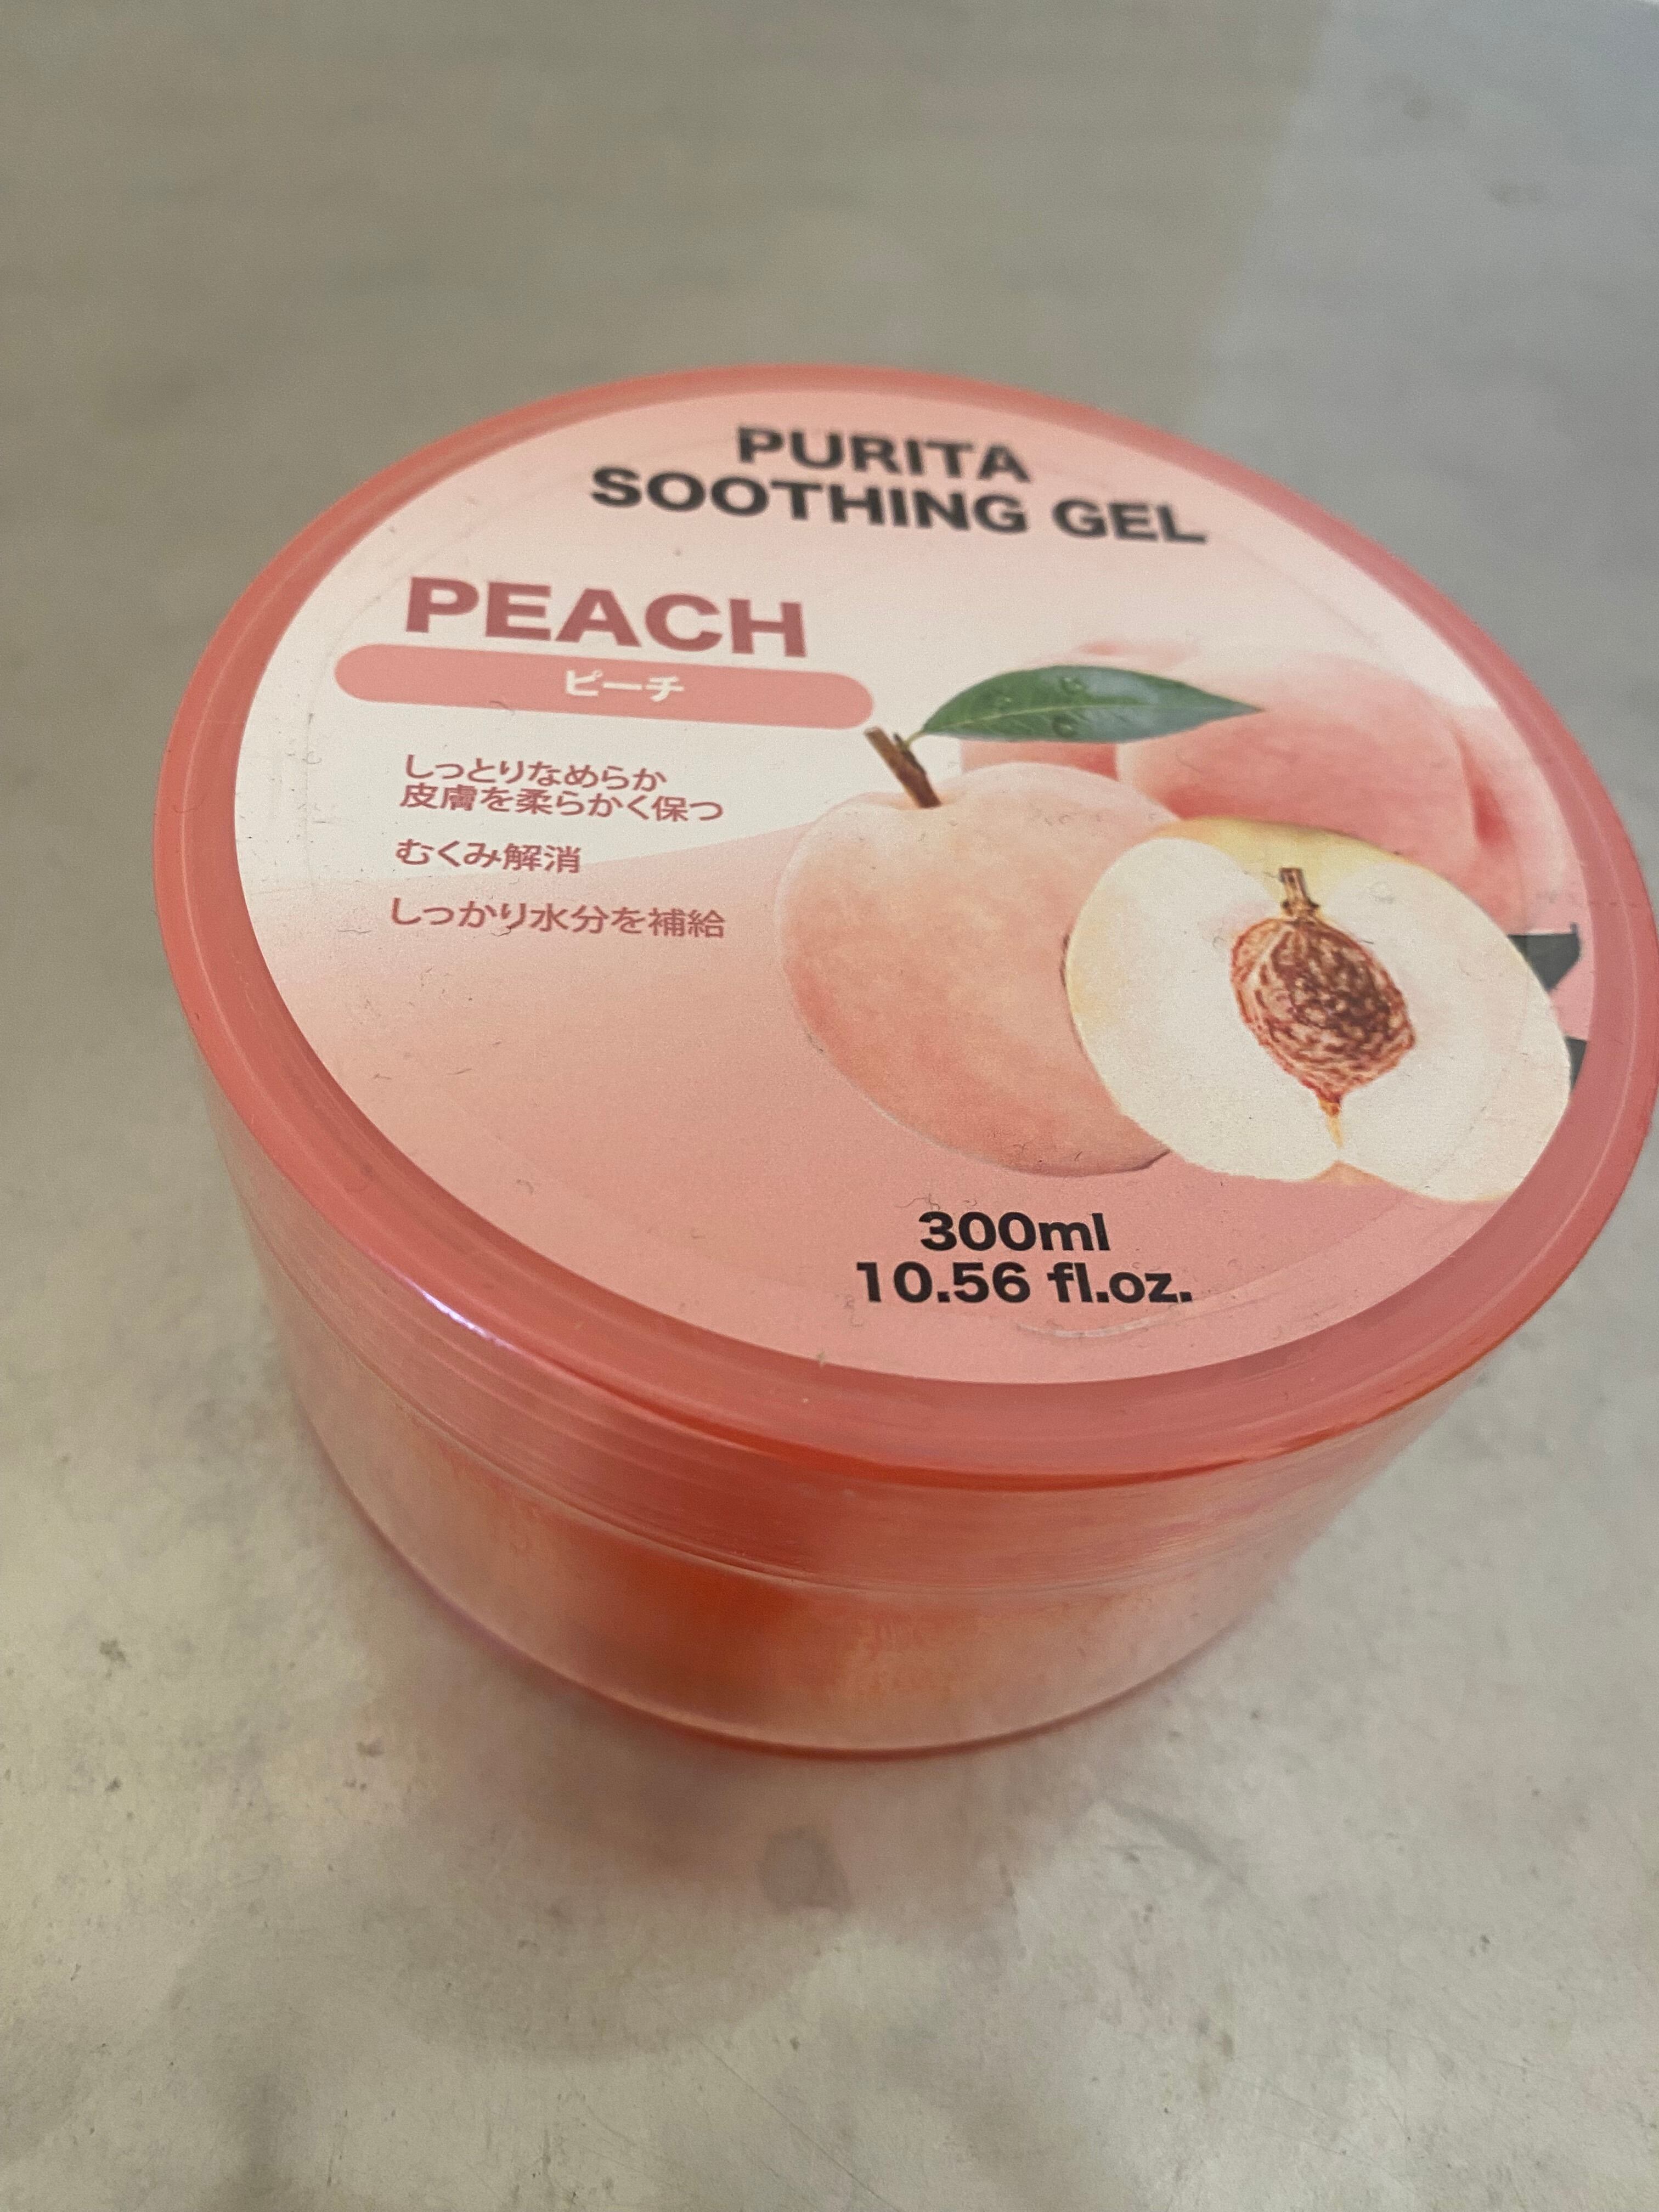 PURITA
SOOTHING GEL
PEACH
ピーチ
しっとりなめらか
皮膚を柔らかく保つ
むくみ解消
しっかり水分を補給
300ml
10.56 fl.oz.